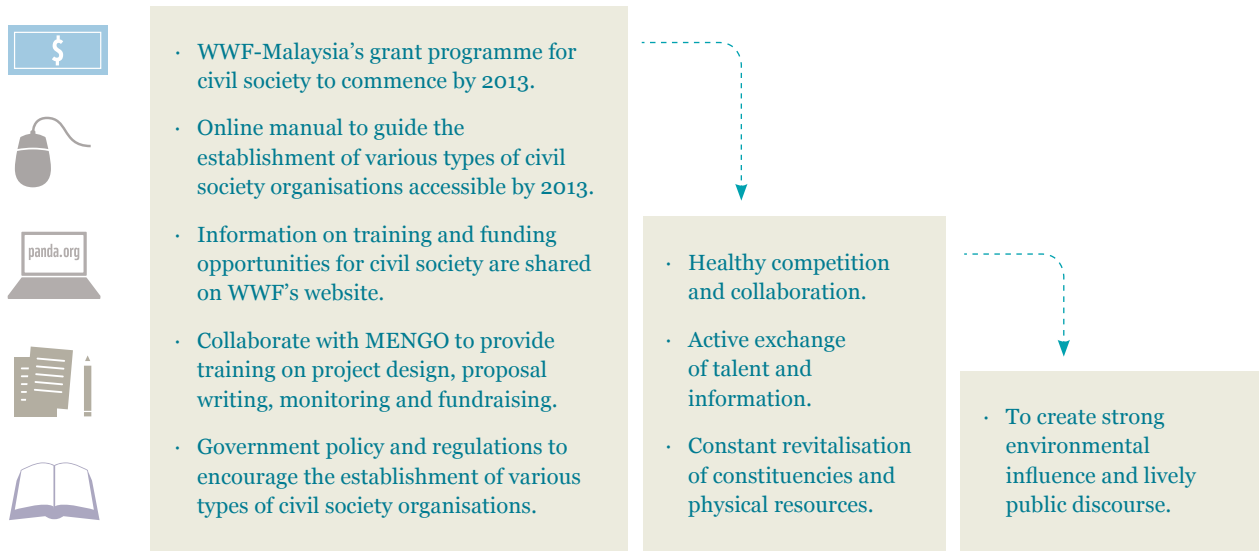 $
panda.org
· WWF-Malaysia’s grant programme for
civil society to commence by 2013.
· Online manual to guide the
establishment of various types of civil
society organisations accessible by 2013.
· Information on training and funding
opportunities for civil society are shared
on WWF’s website.
· Collaborate with MENGO to provide
training on project design, proposal
writing, monitoring and fundraising.
· Government policy and regulations to
encourage the establishment of various
types of civil society organisations.
· Healthy competition
and collaboration.
· Active exchange
of talent and
information.
· Constant revitalisation
of constituencies and
physical resources.
· To create strong
environmental
influence and lively
public discourse.